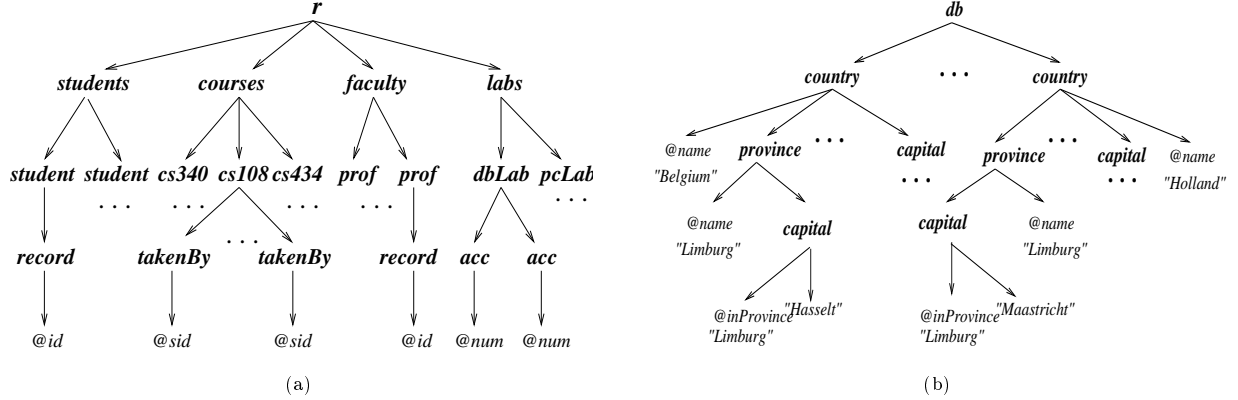 r
students courses faculty labs
student student cs340 cs108 cs434 prof prof dbLab pcLab
. . . . . . . . . . . . . . .
. . .
record takenBy takenBy record acc acc
@id @sid @sid @id @num @num
(a)
db
country . . . country
@name province . . . capital province . . . capital @name
"Belgium" . . . . . . "Holland"
@name capital capital @name
"Limburg" "Limburg"
@inProvince "Hasselt" @inProvince "Maastricht"
"Limburg" "Limburg"
(b)